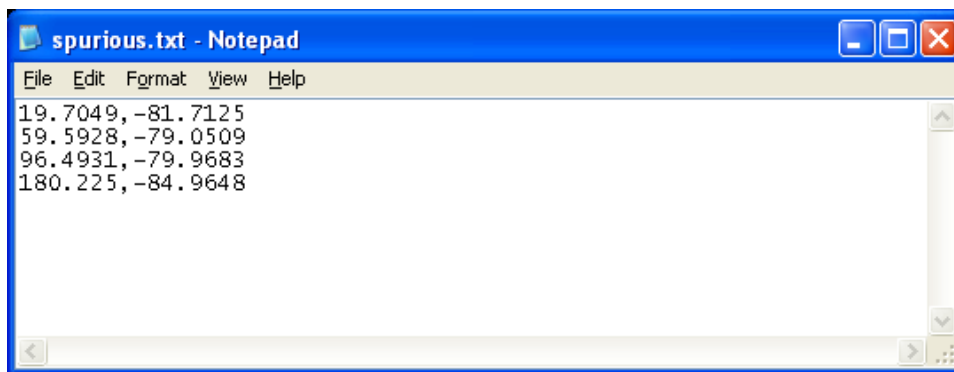 spurious.txt - Notepad
File Edit Format View Help
19.7049,-81.7125
59.5928,-79.0509
96.4931,-79.9683
180.225,-84.9648